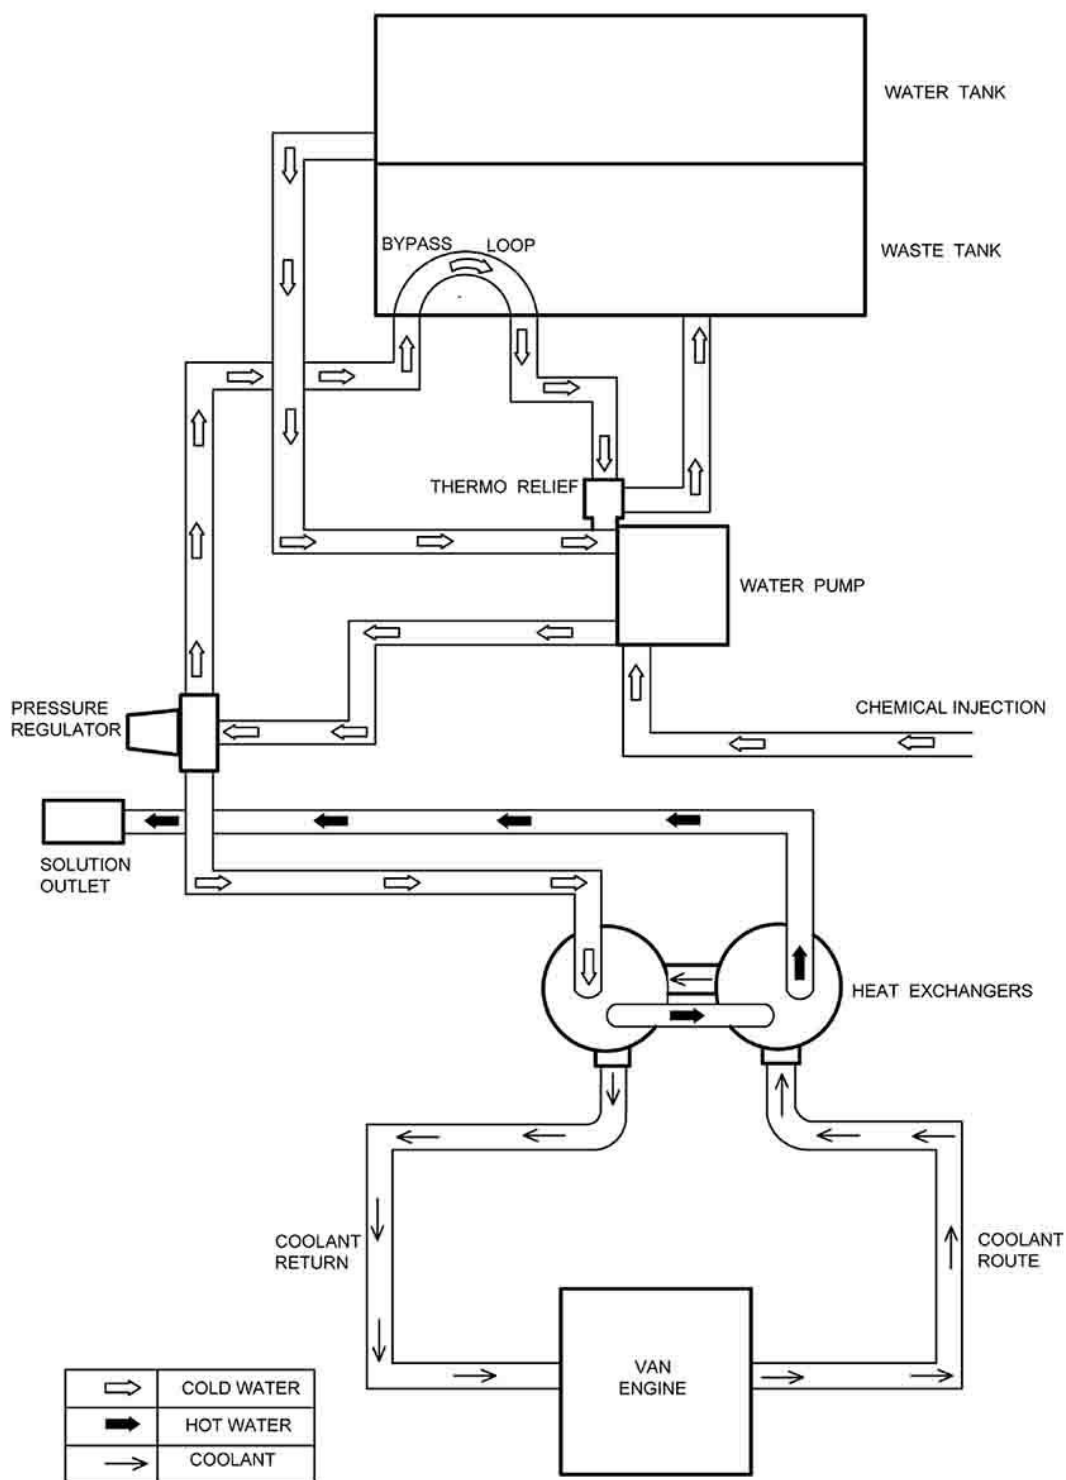 WATER TANK
BYPASS LOOP
WASTE TANK
THERMO RELIEF
WATER PUMP
PRESSURE
REGULATOR
CHEMICAL INJECTION
SOLUTION
OUTLET
HEAT EXCHANGERS
COOLANT
RETURN
COOLANT
ROUTE
VAN
ENGINE
COLD WATER
HOT WATER
COOLANT